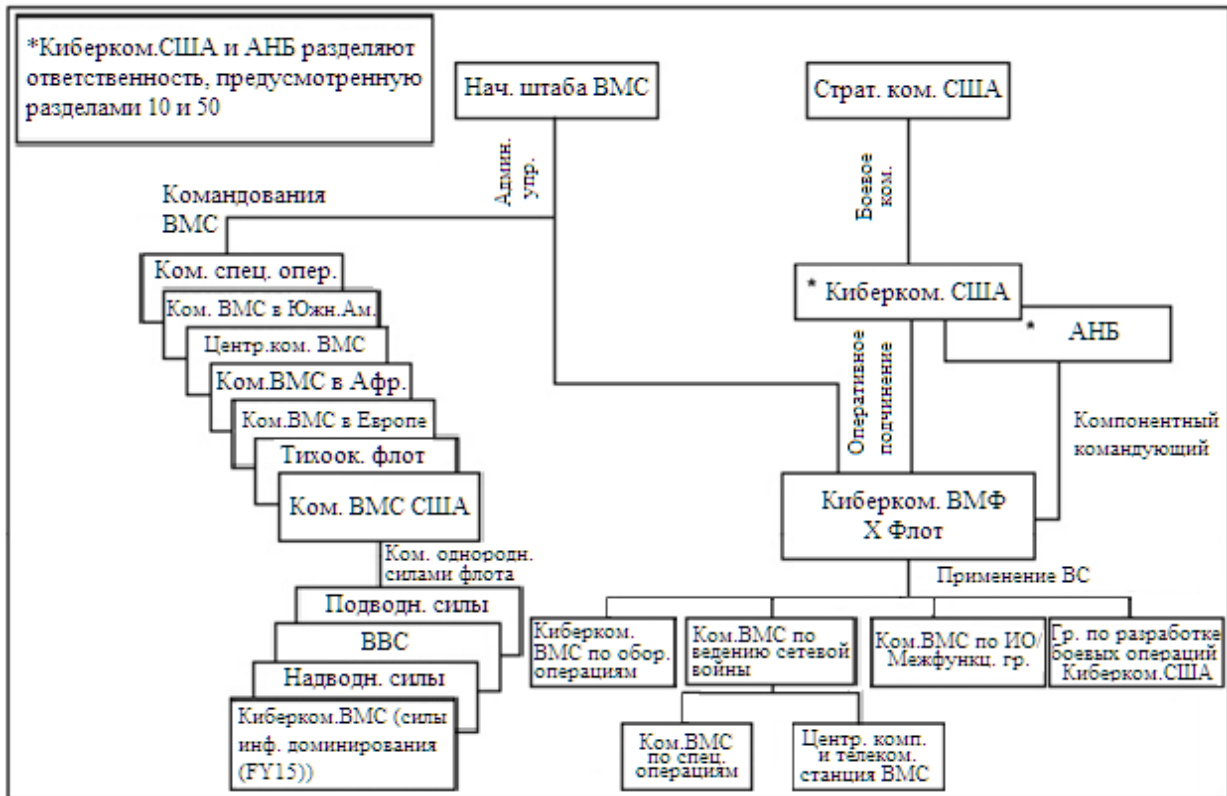 *Киберком.США и АНБ разделяют
ответственность, предусмотренную
разделами 10 и 50
Нач. штаба ВМС
Страт. ком. США
Админ.
упр.
Боевое
ком.
Командования
ВМС
Ком. спец. опер.
Ком. ВМС в Южн.Ам.
Центр.ком. ВМС
Ком.ВМС в Афр.
Ком.ВМС в Европе
Тихоок. флот
Ком. ВМС США
* Киберком. США
* АНБ
Оперативное
подчинение
Компонентный
командующий
Киберком. ВМФ
X Флот
Ком. однородн.
силами флота
Применение ВС
Подводн. силы
ВВС
Надводн. силы
Киберком.ВМС (силы
инф. доминирования
(FY15))
Киберком.
ВМС по обор.
операциям
Ком.ВМС по
ведению сетевой
войны
Ком.ВМС по ИО/
Межфункц. гр.
Гр. по разработке
боевых операций
Киберком.США
Ком.ВМС
по спец.
операциям
Центр. комп.
и телеком.
станция ВМС